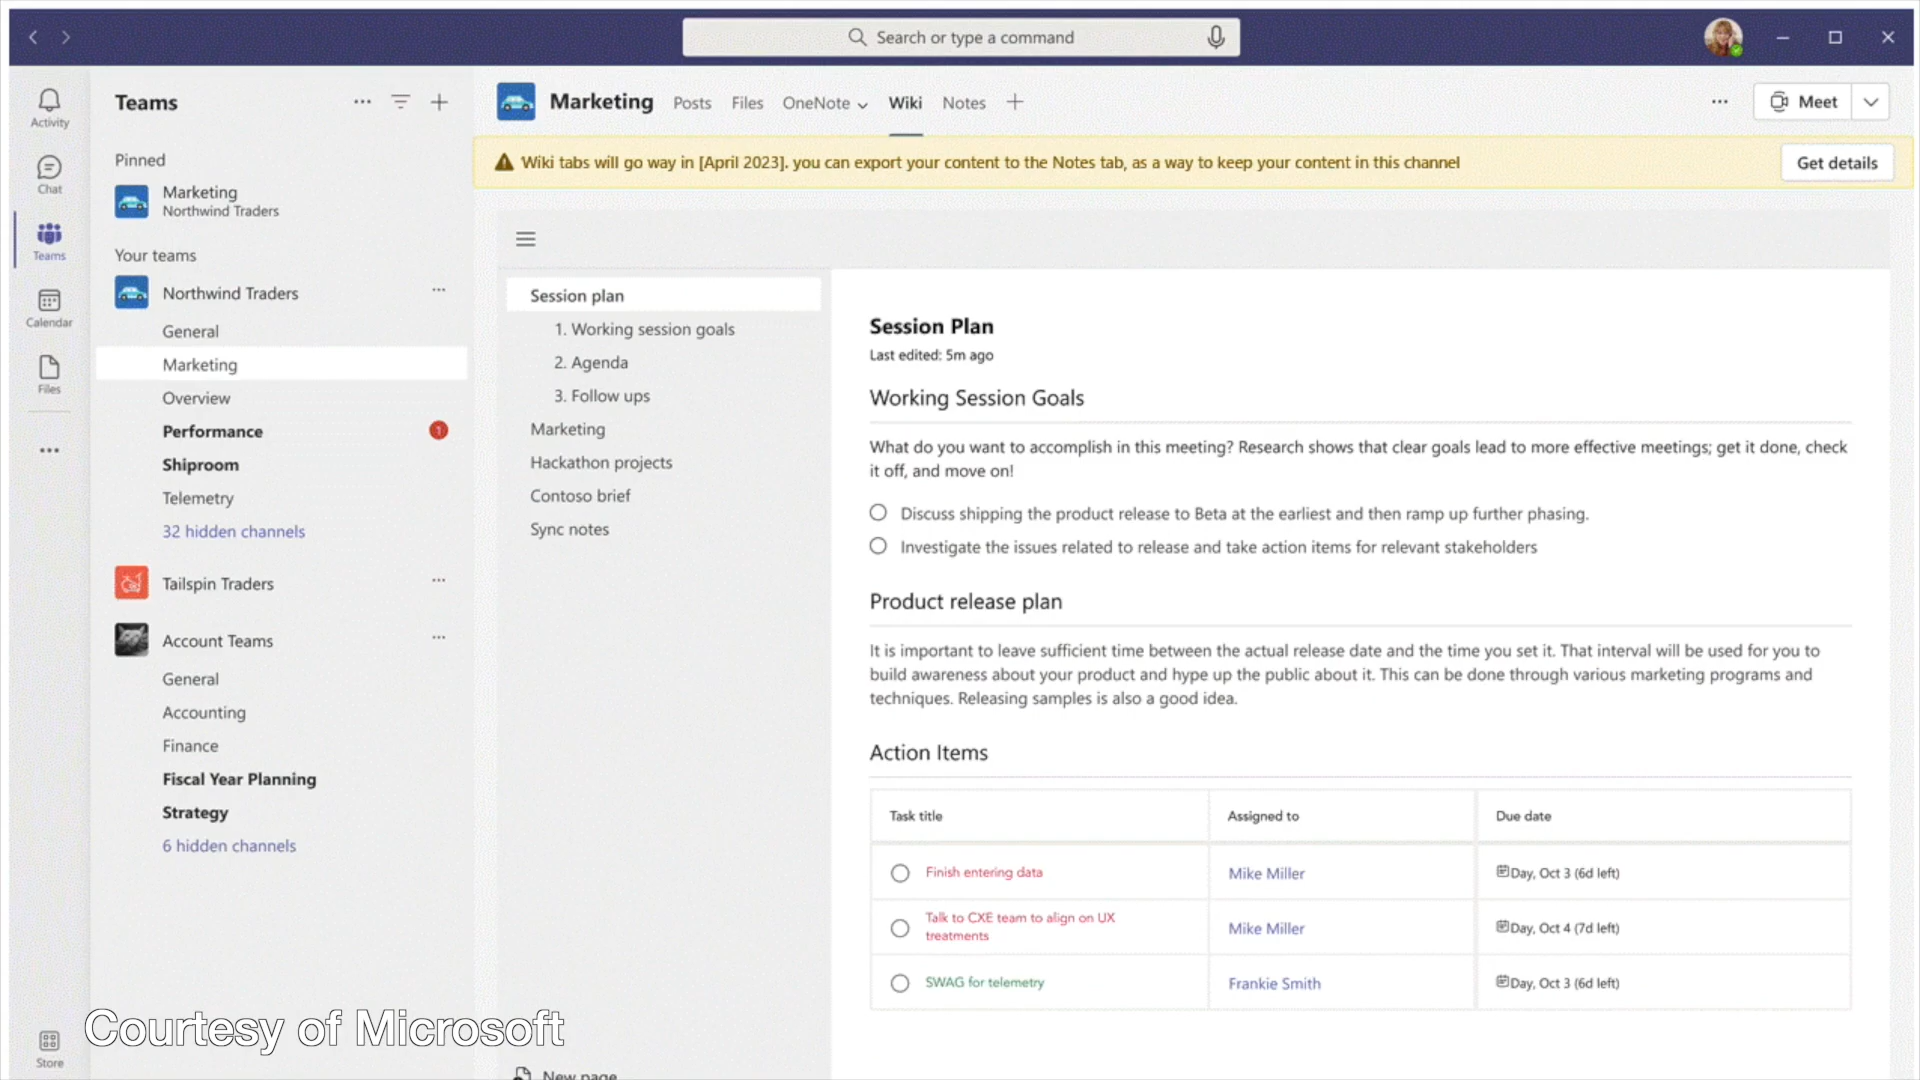 Search or type a command
Activity
Chat
Teams
Calendar
Files
Store
Teams
Pinned
Marketing
Northwind Traders
Your teams
Northwind Traders
General
Marketing
Overview
Performance
1
Shiproom
Telemetry
32 hidden channels
Tailspin Traders
Account Teams
General
Accounting
Finance
Fiscal Year Planning
Strategy
6 hidden channels
Marketing Posts Files OneNote Wiki Notes
Meet
Wiki tabs will go way in [April 2023]. you can export your content to the Notes tab, as a way to keep your content in this channel
Get details
Session plan
1. Working session goals
2. Agenda
3. Follow ups
Marketing
Hackathon projects
Contoso brief
Sync notes
New page
Session Plan
Last edited: 5m ago
Working Session Goals
What do you want to accomplish in this meeting? Research shows that clear goals lead to more effective meetings; get it done, check
it off, and move on!
Discuss shipping the product release to Beta at the earliest and then ramp up further phasing.
Investigate the issues related to release and take action items for relevant stakeholders
Product release plan
It is important to leave sufficient time between the actual release date and the time you set it. That interval will be used for you to
build awareness about your product and hype up the public about it. This can be done through various marketing programs and
techniques. Releasing samples is also a good idea.
Action Items
Task title Assigned to Due date
Finish entering data Mike Miller Day, Oct 3 (6d left)
Talk to CXE team to align on UX
treatments Mike Miller Day, Oct 4 (7d left)
SWAG for telemetry Frankie Smith Day, Oct 3 (6d left)
Courtesy of Microsoft